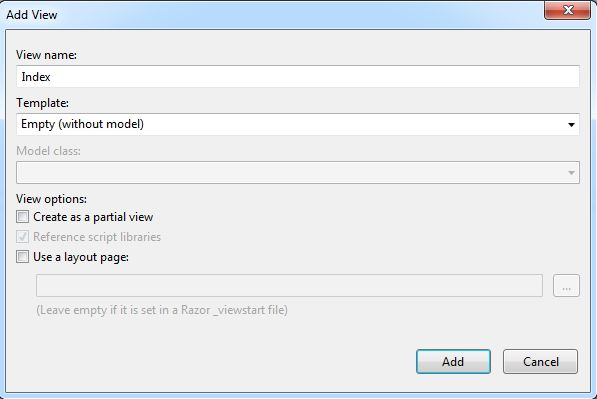 Add View
View name:
Index
Template:
Empty (without model)
Model class:
View options:
Create as a partial view
Reference script libraries
Use a layout page:
...
(Leave empty if it is set in a Razor _viewstart file)
Add Cancel